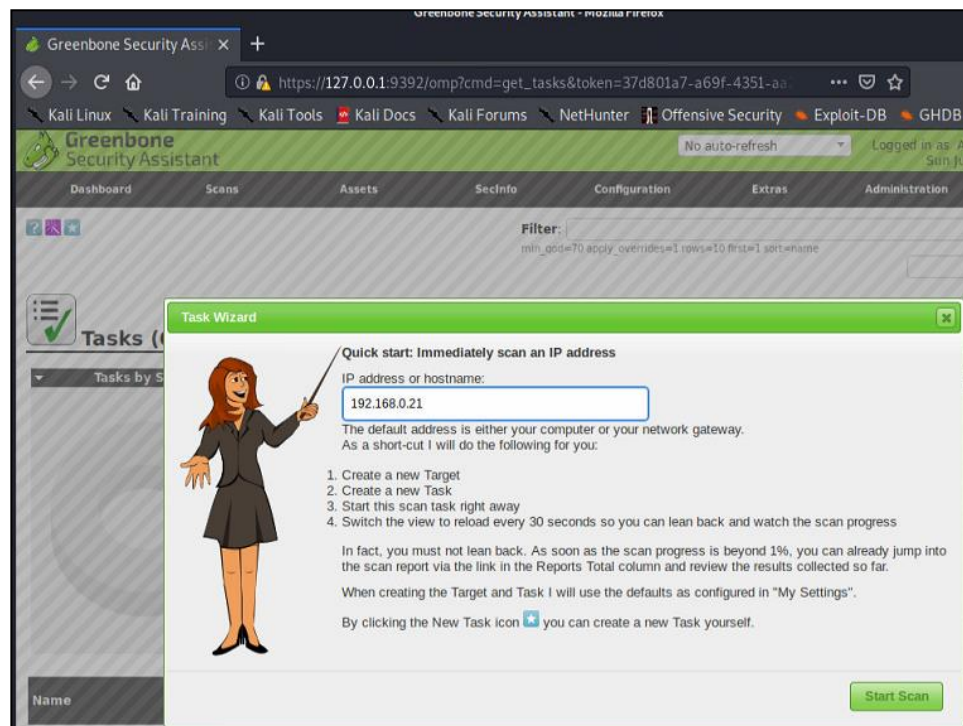 Greenbone Security Assistant - Mozilla Firefox
Greenbone Security Assi
https://127.0.0.1:9392/omp?cmd=get_tasks&token=37d801a7-a69f-4351-aa
Kali Linux Kali Training Kali Tools Kali Docs Kali Forums NetHunter Offensive Security Exploit-DB GHDB
Greenbone
Security Assistant
No auto-refresh
Logged in as A
Sun Ju
Dashboard Scans Assets SecInfo Configuration Extras Administration
Filter:
min_qod=70 apply_overrides=1 rows=10 first=1 sort=name
Tasks (
Tasks by S
Task Wizard
Quick start: Immediately scan an IP address
IP address or hostname:
192.168.0.21
The default address is either your computer or your network gateway.
As a short-cut I will do the following for you:
1. Create a new Target
2. Create a new Task
3. Start this scan task right away
4. Switch the view to reload every 30 seconds so you can lean back and watch the scan progress
In fact, you must not lean back. As soon as the scan progress is beyond 1%, you can already jump into
the scan report via the link in the Reports Total column and review the results collected so far.
When creating the Target and Task I will use the defaults as configured in "My Settings".
By clicking the New Task icon you can create a new Task yourself.
Start Scan
Name